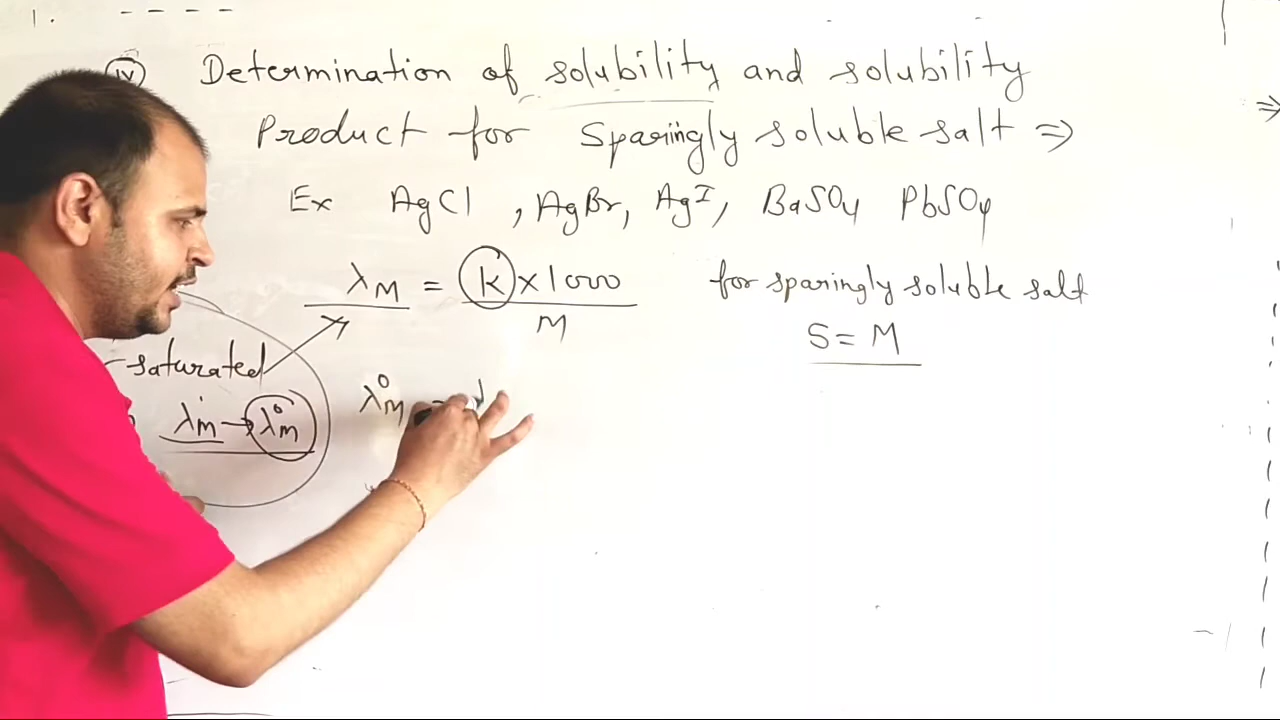 1.
(iv) Determination of solubility and solubility
Product for Sparingly soluble salt ⇒
Ex AgCl , AgBr, AgI, BaSO4 PbSO4
λM = k × 1000 / M
for sparingly soluble salt
S = M
saturated
λM → λ°M
λ°M =